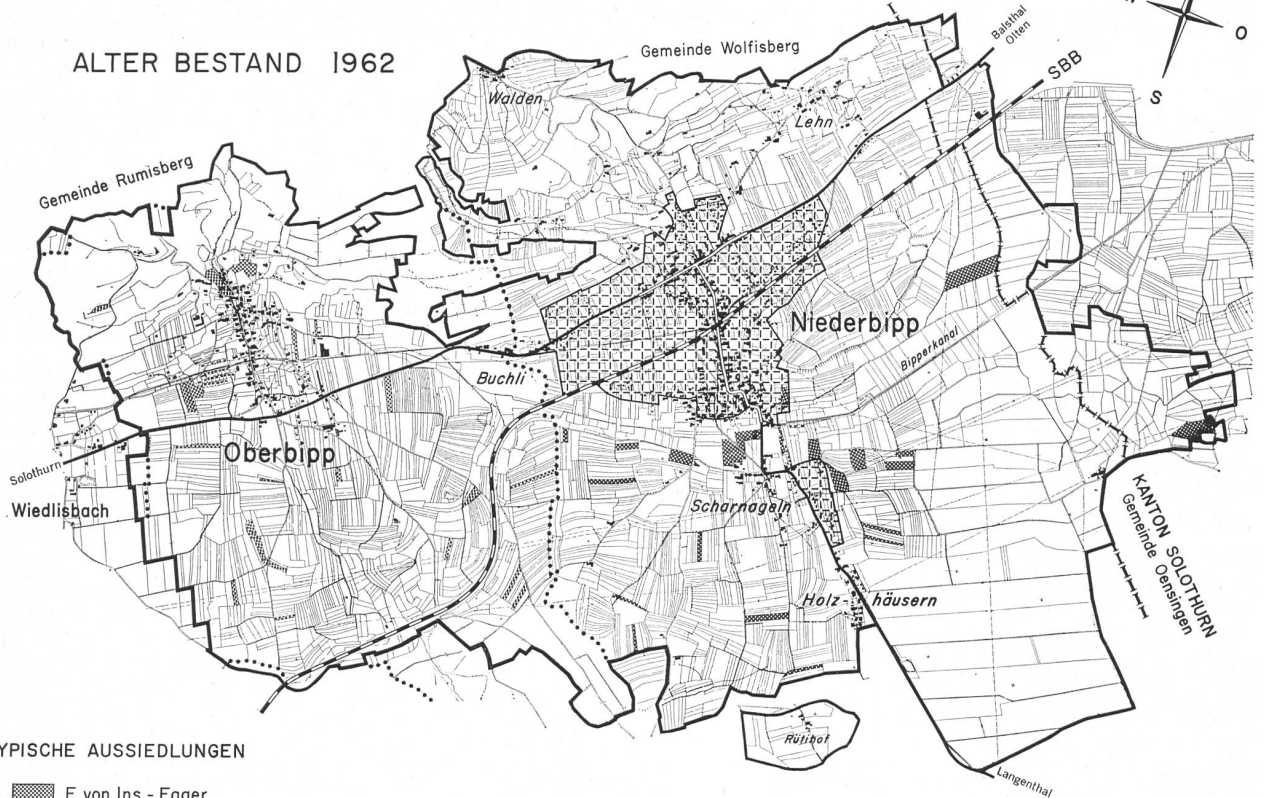 ALTER BESTAND 1962
Gemeinde Wolfisberg
Balsthal
Olten
SBB
O
S
Walden
Lehn
Gemeinde Rumisberg
Niederbipp
Bipperkanal
Buchli
Oberbipp
Solothurn
Wiedlisbach
Scharnageln
Holz-häusern
KANTON SOLOTHURN
Gemeinde Oensingen
Rütihof
Langenthal
YPISCHE AUSSIEDLUNGEN
F. von Ins - Egger